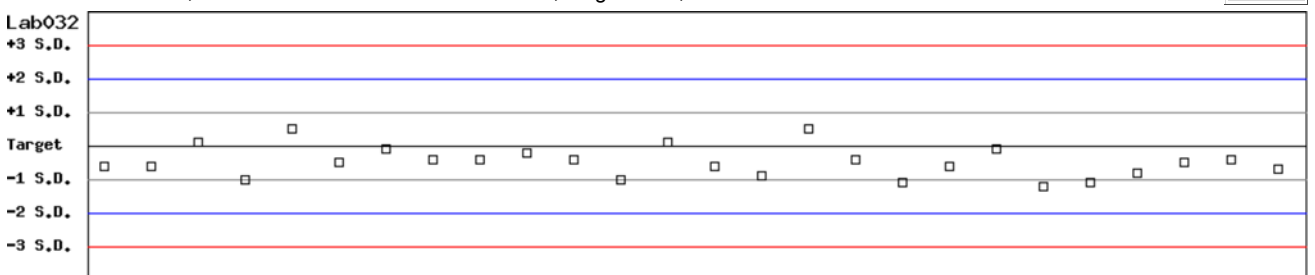 Lab032
+3 S.D.
+2 S.D.
+1 S.D.
Target
-1 S.D.
-2 S.D.
-3 S.D.